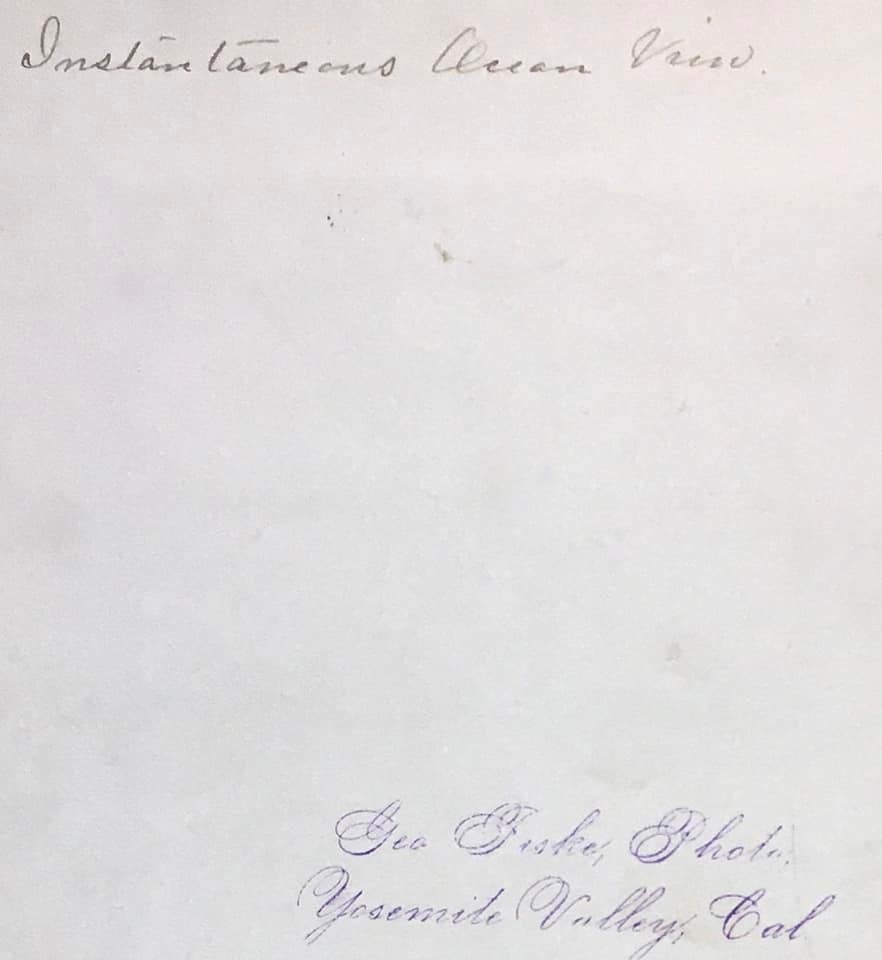 Instantaneous Ocean View.
Geo Fiske, Photo.
Yosemite Valley, Cal